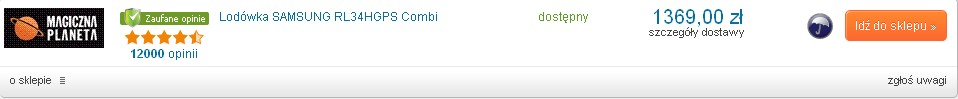 MAGICZNA
PLANETA
Zaufane opinie
12000 opinii
Lodówka SAMSUNG RL34HGPS Combi
dostępny
1369,00 zł
szczegóły dostawy
Idź do sklepu »
o sklepie
zgłoś uwagi